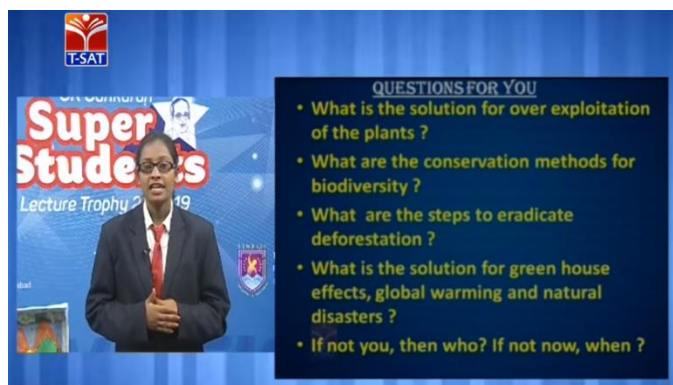 T-SAT
Super
Students
Lecture Trophy
QUESTIONS FOR YOU
• What is the solution for over exploitation
of the plants ?
• What are the conservation methods for
biodiversity ?
• What are the steps to eradicate
deforestation ?
• What is the solution for green house
effects, global warming and natural
disasters ?
• If not you, then who? If not now, when ?